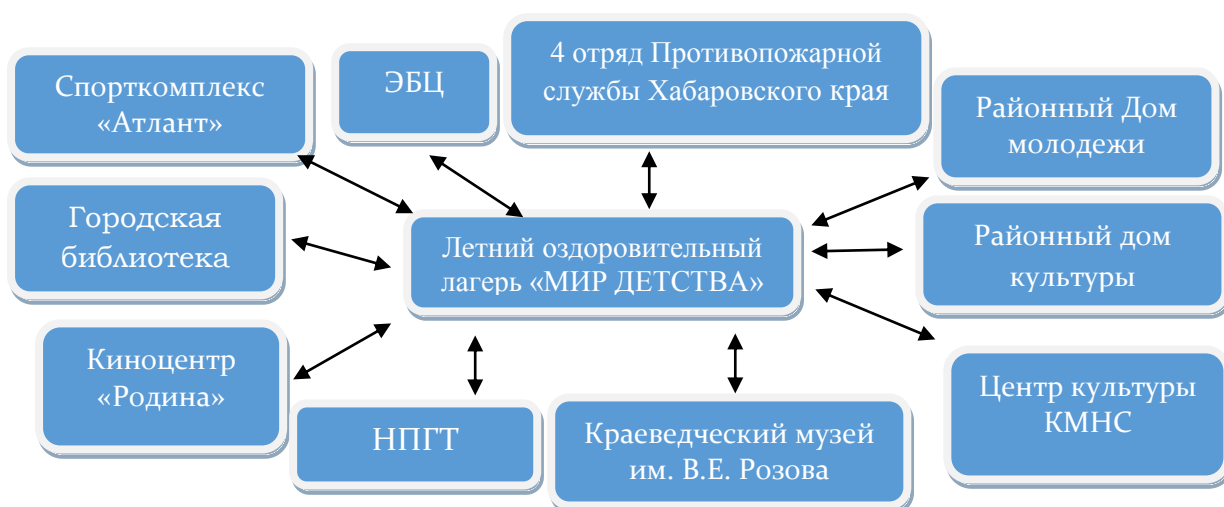 Спорткомплекс
«Атлант»
ЭБЦ
4 отряд Противопожарной
службы Хабаровского края
Районный Дом
молодежи
Городская
библиотека
Летний оздоровительный
лагерь «МИР ДЕТСТВА»
Районный дом
культуры
Киноцентр
«Родина»
НПГТ
Краеведческий музей
им. В.Е. Розова
Центр культуры
КМНС